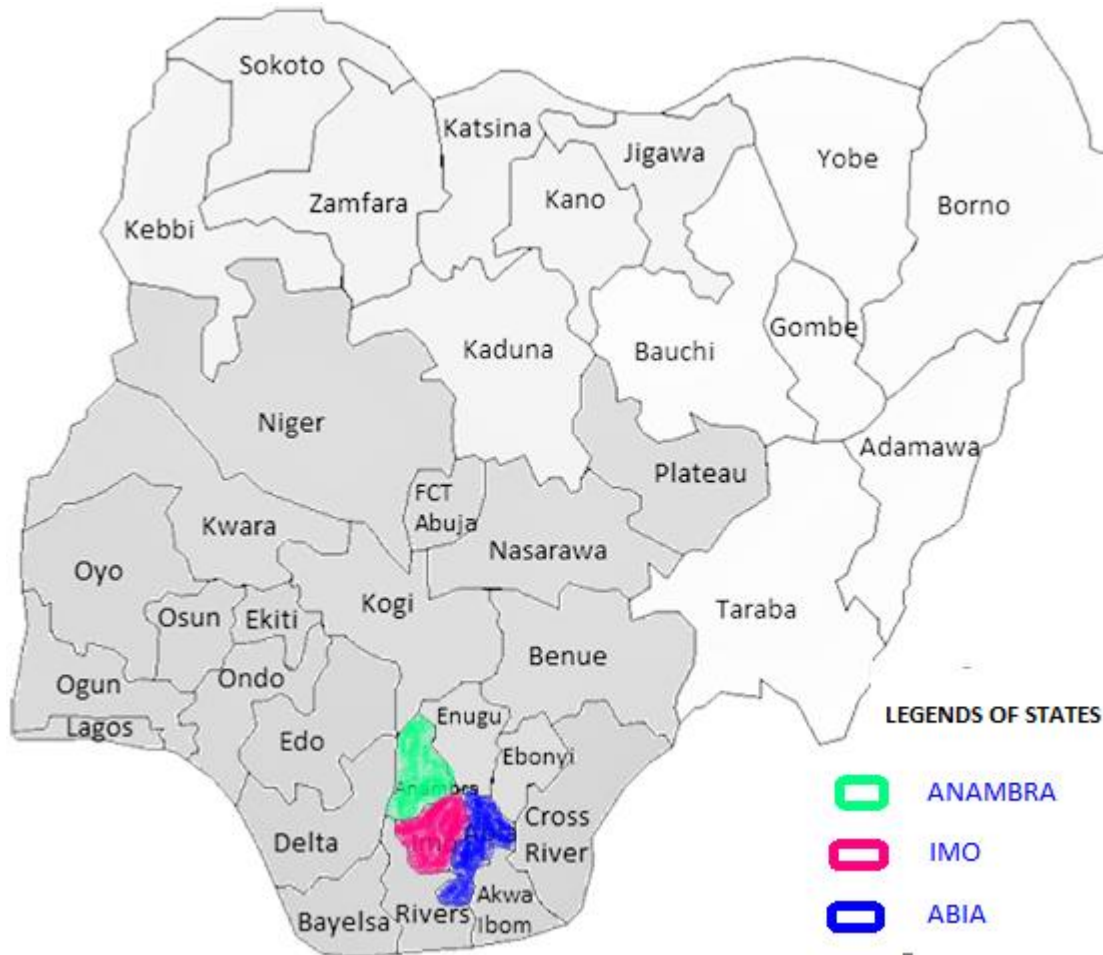 Sokoto
Katsina
Jigawa
Yobe
Kano
Zamfara
Borno
Kebbi
Gombe
Kaduna
Bauchi
Niger
Adamawa
Plateau
FCT
Abuja
Kwara
Nasarawa
Oyo
Kogi
Taraba
Osun
Ekiti
Benue
Ondo
Ogun
Enugu
LEGENDS OF STATES
Lagos
Edo
Ebonyi
Anambra
ANAMBRA
Cross
River
Delta
Imo
IMO
Akwa
Ibom
Rivers
Bayelsa
ABIA